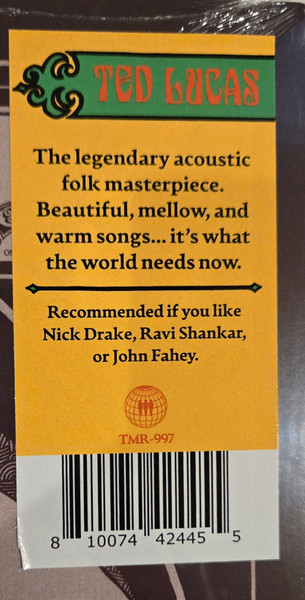 TED LUCAS
The legendary acoustic
folk masterpiece.
Beautiful, mellow, and
warm songs... it's what
the world needs now.
Recommended if you like
Nick Drake, Ravi Shankar,
or John Fahey.
TMR-997
8 10074 42445 5